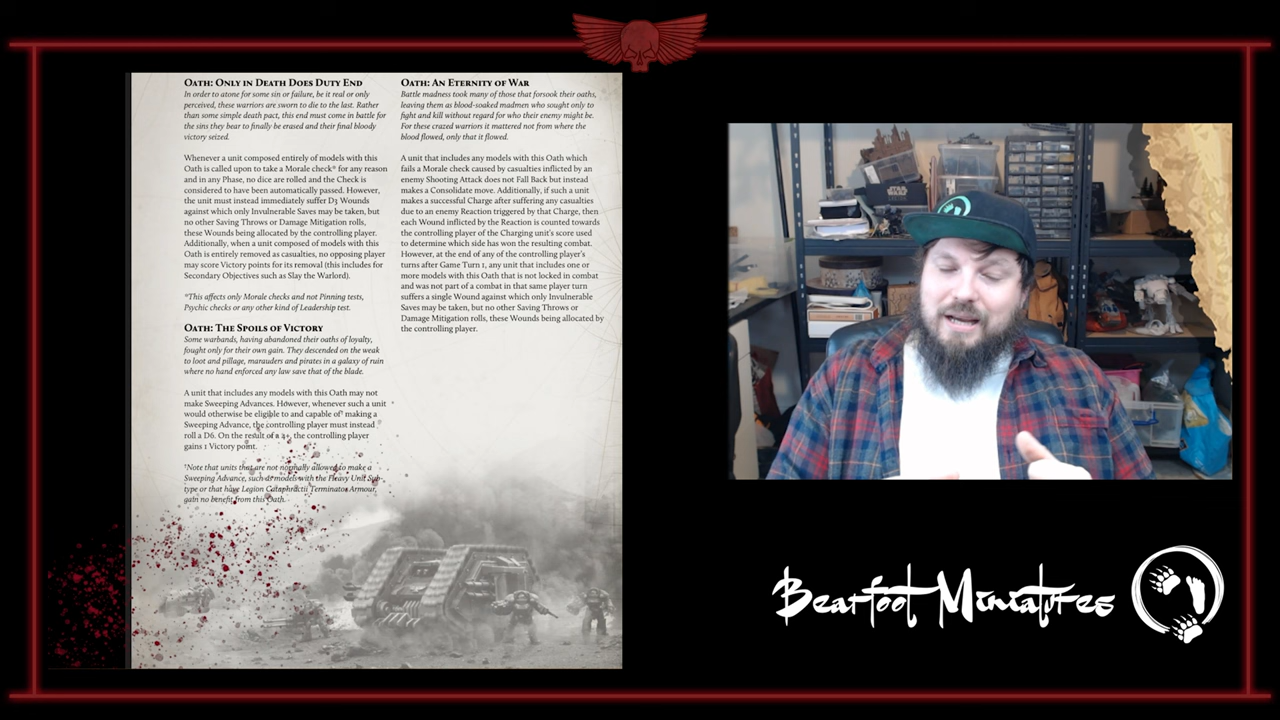 Oath: Only in Death Does Duty End
In order to atone for some sin or failure, be it real or only
perceived, these warriors are sworn to die to the last. Rather
than some simple death pact, this end must come in battle for
the sins they bear to finally be erased and their final bloody
victory seized.
Whenever a unit composed entirely of models with this
Oath is called upon to take a Morale check* for any reason
and in any Phase, no dice are rolled and the Check is
considered to have been automatically passed. However,
the unit must instead immediately suffer D3 Wounds
against which only Invulnerable Saves may be taken, but
no other Saving Throws or Damage Mitigation rolls,
these Wounds being allocated by the controlling player.
Additionally, when a unit composed of models with this
Oath is entirely removed as casualties, no opposing player
may score Victory points for its removal (this includes for
Secondary Objectives such as Slay the Warlord).
*This affects only Morale checks and not Pinning tests,
Psychic checks or any other kind of Leadership test.
Oath: The Spoils of Victory
Some warbands, having abandoned their oaths of loyalty,
fought only for their own gain. They descended on the weak
to loot and pillage, marauders and pirates in a galaxy of ruin
where no hand enforced any law save that of the blade.
A unit that includes any models with this Oath may not
make Sweeping Advances. However, whenever such a unit
would otherwise be eligible to and capable of† making a
Sweeping Advance, the controlling player must instead
roll a D6. On the result of a 4+, the controlling player
gains 1 Victory point.
†Note that units that are not normally allowed to make a
Sweeping Advance, such as models with the Heavy Unit Sub-
type or that have Legion Cataphractii Terminator Armour,
gain no benefit from this Oath.
Oath: An Eternity of War
Battle madness took many of those that forsook their oaths,
leaving them as blood-soaked madmen who sought only to
fight and kill without regard for who their enemy might be.
For these crazed warriors it mattered not from where the
blood flowed, only that it flowed.
A unit that includes any models with this Oath which
fails a Morale check caused by casualties inflicted by an
enemy Shooting Attack does not Fall Back but instead
makes a Consolidate move. Additionally, if such a unit
makes a successful Charge after suffering any casualties
due to an enemy Reaction triggered by that Charge, then
each Wound inflicted by the Reaction is counted towards
the controlling player of the Charging unit's score used
to determine which side has won the resulting combat.
However, at the end of any of the controlling player's
turns after Game Turn 1, any unit that includes one or
more models with this Oath that is not locked in combat
and was not part of a combat in that same player turn
suffers a single Wound against which only Invulnerable
Saves may be taken, but no other Saving Throws or
Damage Mitigation rolls, these Wounds being allocated by
the controlling player.
STAR
WARS
Bearfoot Miniatures